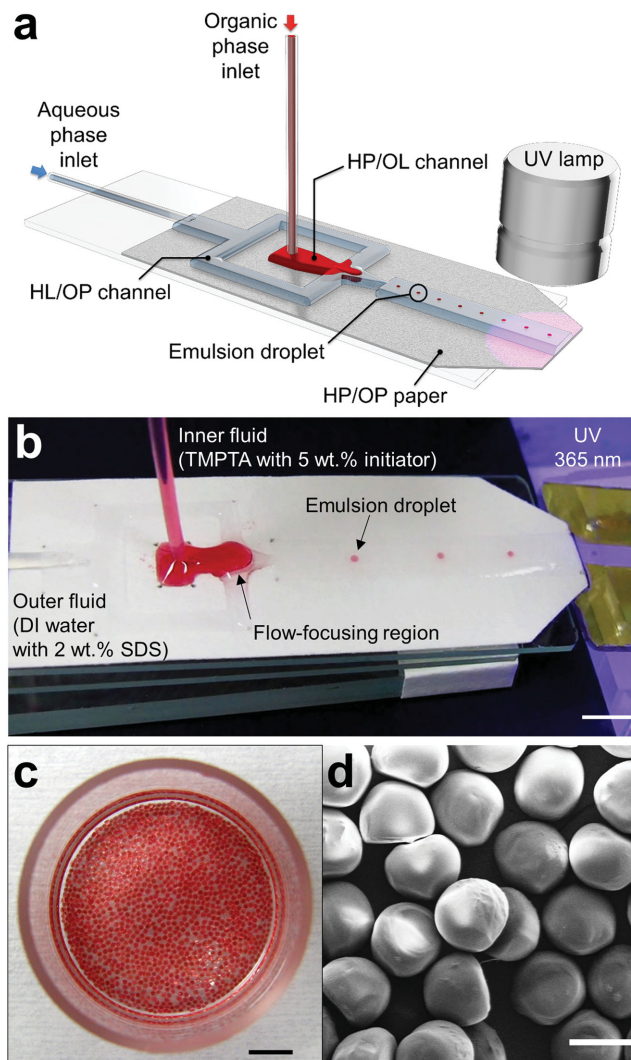 a
Organic
phase
inlet
Aqueous
phase
inlet
HP/OL channel
UV lamp
HL/OP channel
Emulsion droplet
HP/OP paper
b
Inner fluid
(TMPTA with 5 wt.% initiator)
UV
365 nm
Emulsion droplet
Outer fluid
(DI water
with 2 wt.% SDS)
Flow-focusing region
c
d